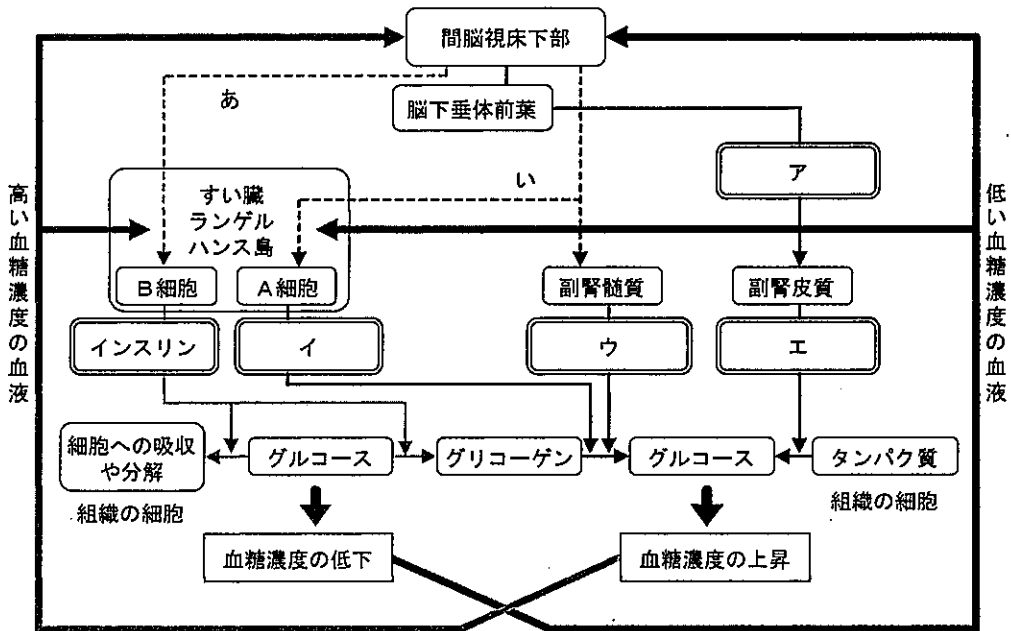 間脳視床下部
あ
脳下垂体前葉
ア
い
すい臓
ランゲル
ハンス島
高い血糖濃度の血液
低い血糖濃度の血液
B細胞
A細胞
副腎髄質
副腎皮質
インスリン
イ
ウ
エ
細胞への吸収
や分解
グルコース
グリコーゲン
グルコース
タンパク質
組織の細胞
組織の細胞
血糖濃度の低下
血糖濃度の上昇